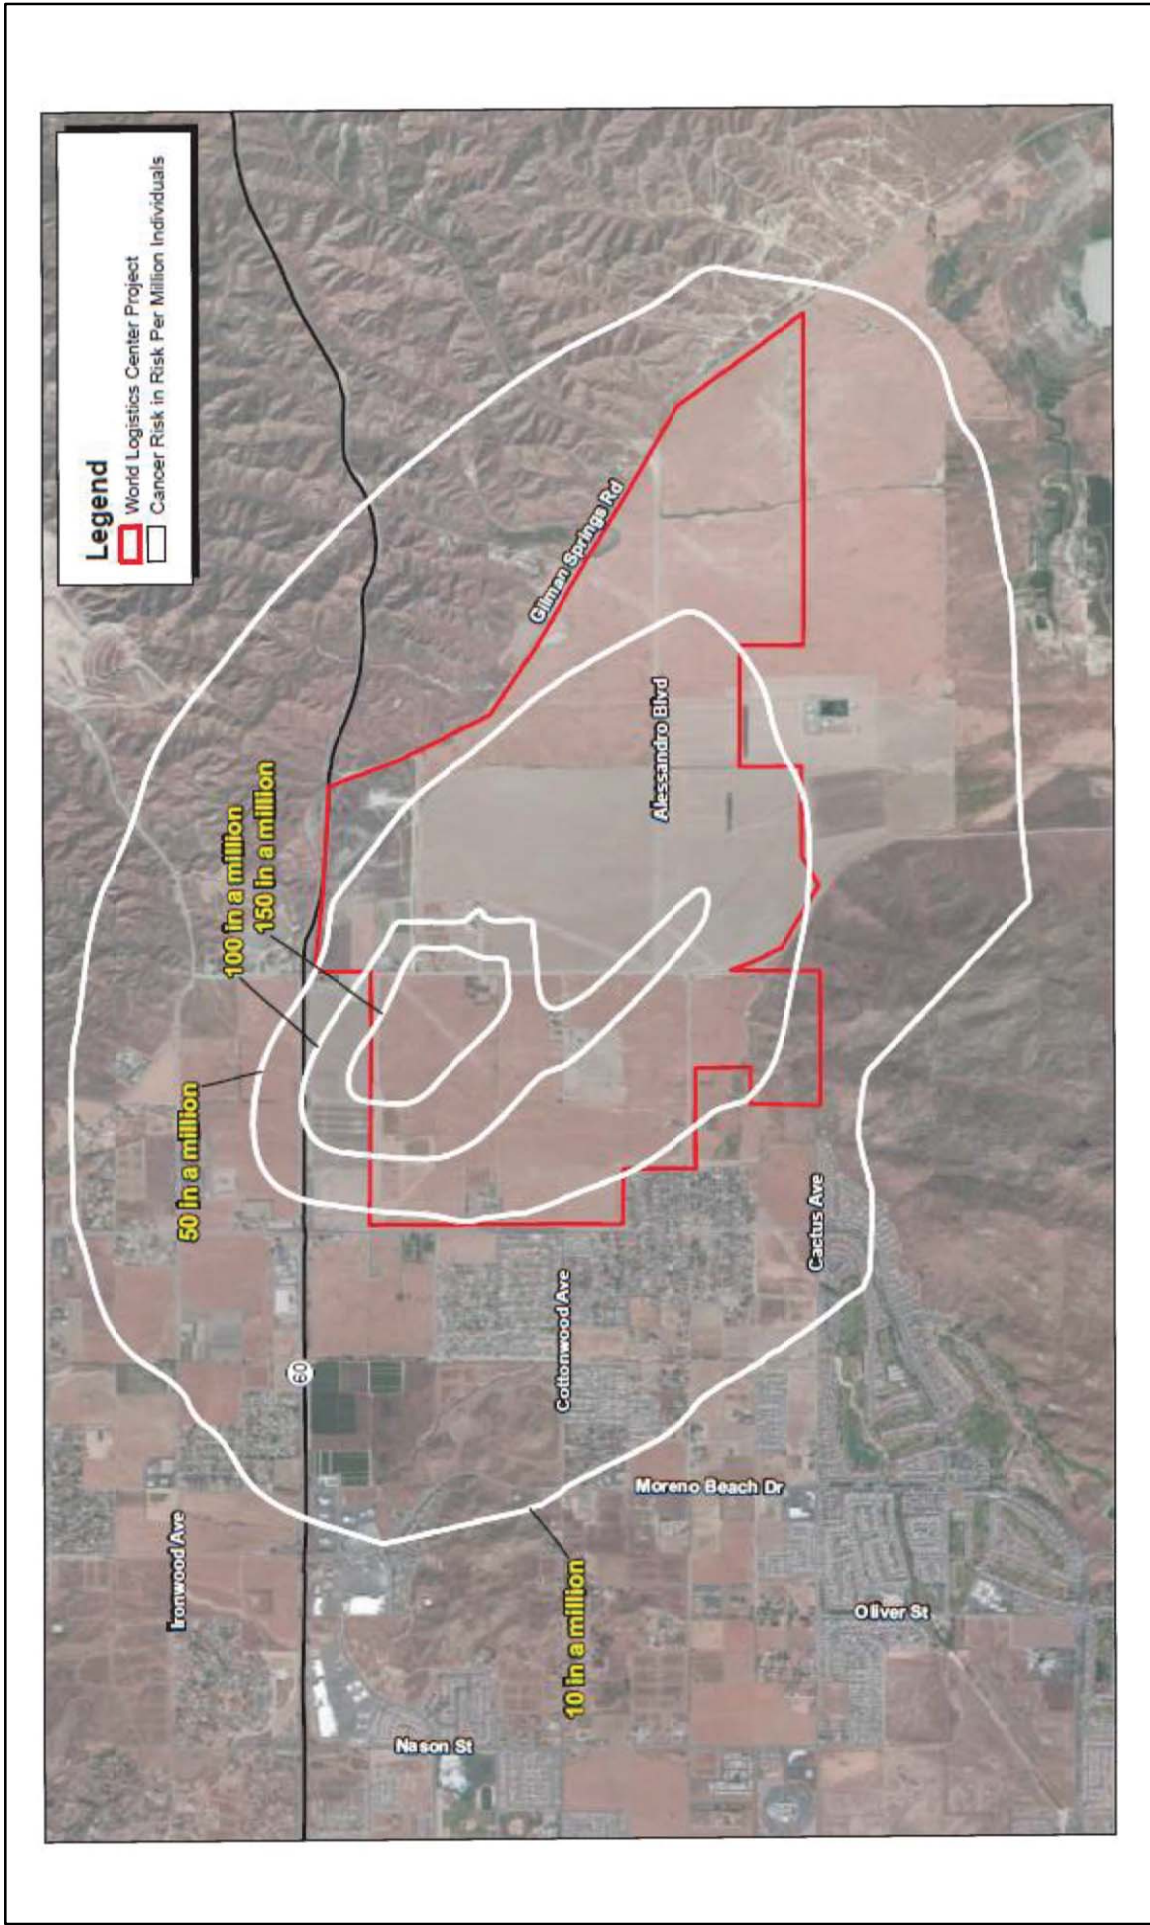 Legend
World Logistics Center Project
Cancer Risk in Risk Per Million Individuals
100 in a million
150 in a million
50 in a million
Gilman Springs Rd
Alessandro Blvd
60
Ironwood Ave
Cottonwood Ave
Cactus Ave
Moreno Beach Dr
10 in a million
Oliver St
Nason St